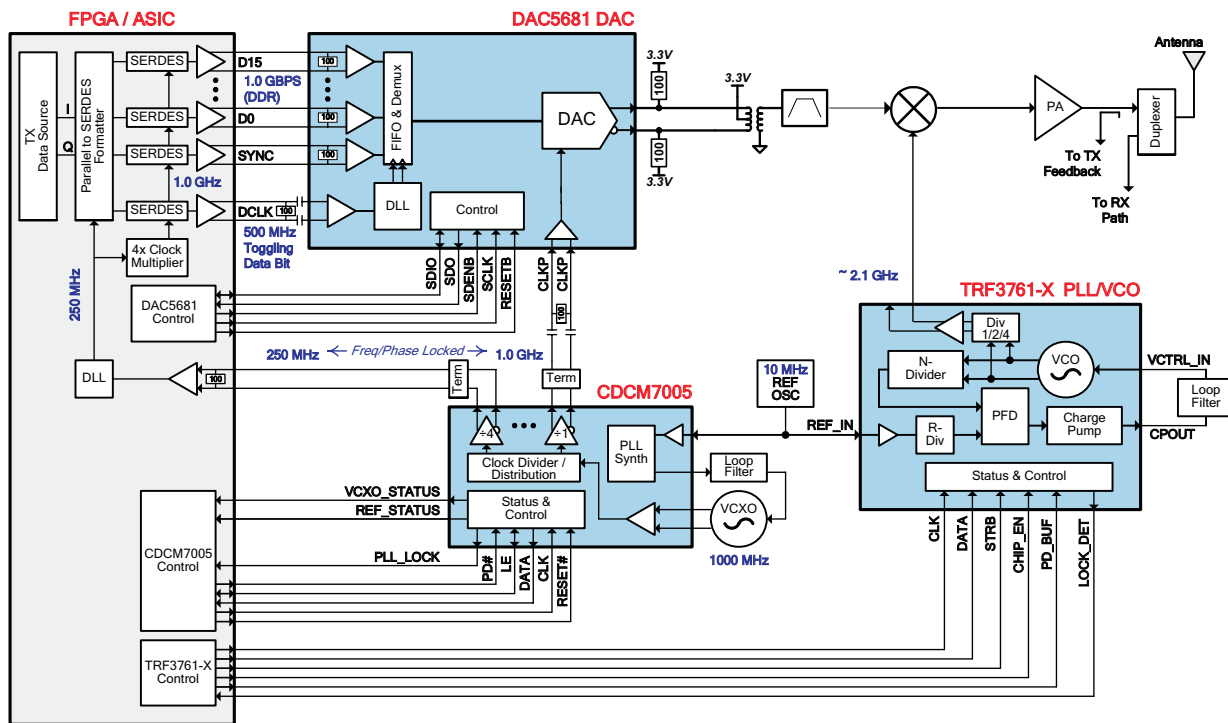 FPGA / ASIC
DAC5681 DAC
TX
Data Source
I
Q
Parallel to SERDES
Formatter
SERDES
SERDES
SERDES
SERDES
D15
1.0 GBPS
(DDR)
D0
SYNC
1.0 GHz
DCLK
500 MHz
Toggling
Data Bit
100
100
100
100
FIFO & Demux
DLL
Control
DAC
3.3V
100
3.3V
100
3.3V
PA
Antenna
Duplexer
To TX
Feedback
To RX
Path
4x Clock
Multiplier
250 MHz
SDIO
SDO
SDENB
SCLK
RESETB
CLKP
CLKP
100
DAC5681
Control
DLL
100
250 MHz
Freq/Phase Locked
1.0 GHz
Term
Term
~ 2.1 GHz
TRF3761-X PLL/VCO
Div
1/2/4
N-
Divider
VCO
VCTRL_IN
Loop
Filter
CPOUT
PFD
Charge
Pump
R-
Div
REF_IN
Status & Control
10 MHz
REF
OSC
CDCM7005
÷4
÷1
PLL
Synth
Clock Divider /
Distribution
Loop
Filter
Status &
Control
VCXO
1000 MHz
VCXO_STATUS
REF_STATUS
PLL_LOCK
PD#
LE
DATA
CLK
RESET#
CDCM7005
Control
CLK
DATA
STRB
CHIP_EN
PD_BUF
LOCK_DET
TRF3761-X
Control